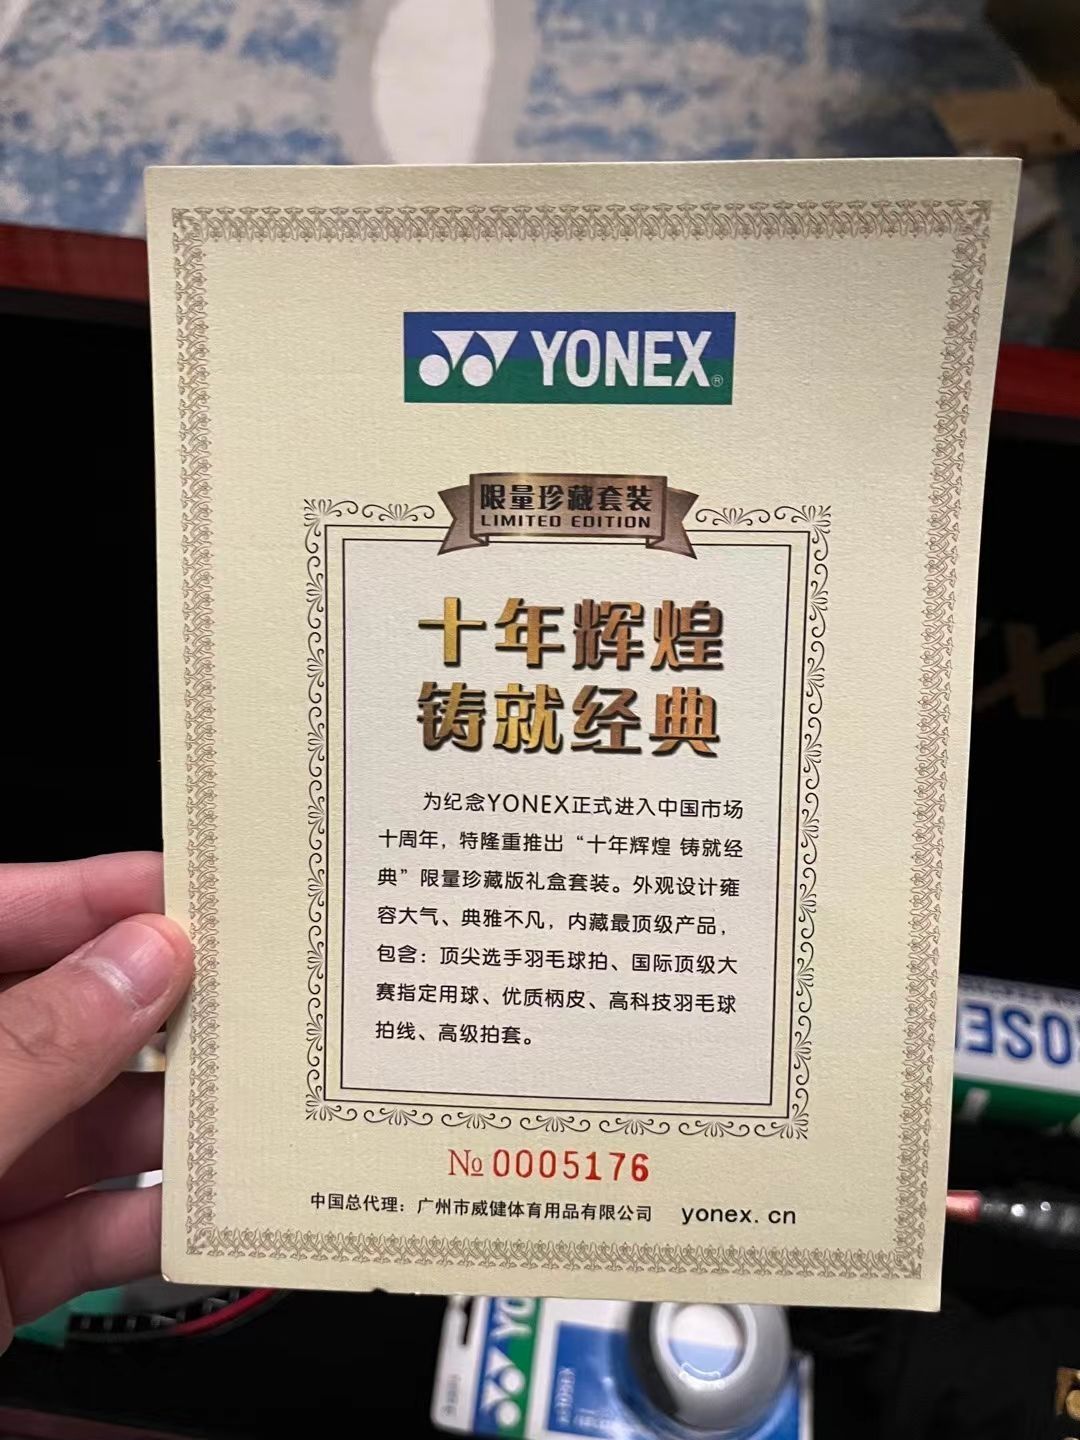 YONEX®
限量珍藏套装
LIMITED EDITION
十年辉煌
铸就经典
为纪念YONEX正式进入中国市场
十周年，特隆重推出“十年辉煌 铸就经
典”限量珍藏版礼盒套装。外观设计雍
容大气、典雅不凡，内藏最顶级产品，
包含：顶尖选手羽毛球拍、国际顶级大
赛指定用球、优质柄皮、高科技羽毛球
拍线、高级拍套。
№ 0005176
中国总代理：广州市威健体育用品有限公司 yonex.cn